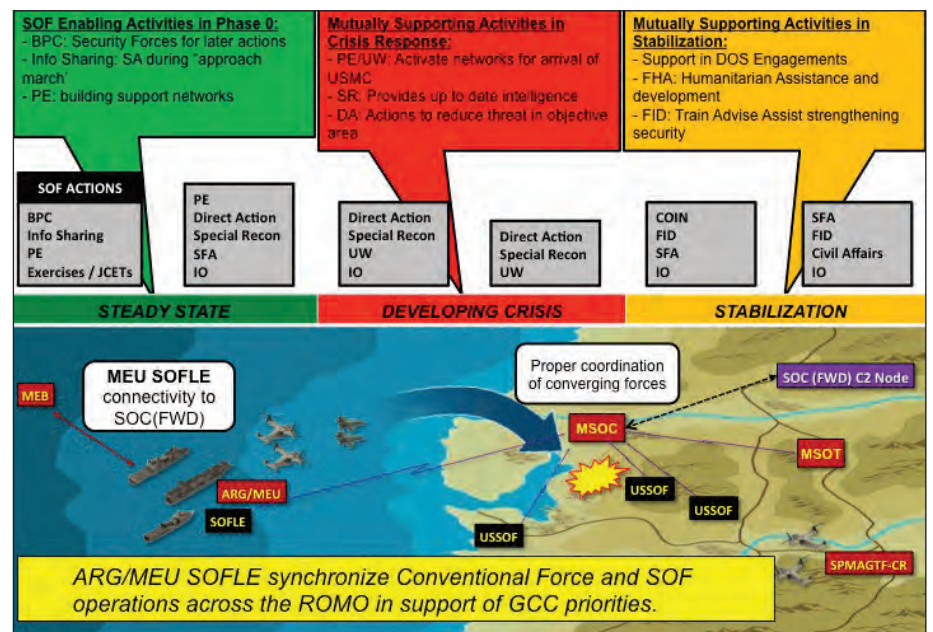 SOF Enabling Activities in Phase 0:
- BPC: Security Forces for later actions
- Info Sharing: SA during "approach
march'
- PE: building support networks
Mutually Supporting Activities in
Crisis Response:
- PE/UW: Activate networks for arrival of
USMC
- SR: Provides up to date intelligence
- DA: Actions to reduce threat in objective
area
Mutually Supporting Activities in
Stabilization:
- Support in DOS Engagements
- FHA: Humanitarian Assistance and
development
- FID: Train Advise Assist strengthening
security
SOF ACTIONS
BPC
Info Sharing
PE
Exercises / JCETs
PE
Direct Action
Special Recon
SFA
IO
Direct Action
Special Recon
UW
IO
Direct Action
Special Recon
UW
COIN
FID
SFA
IO
SFA
FID
Civil Affairs
IO
STEADY STATE
DEVELOPING CRISIS
STABILIZATION
MEB
MEU SOFLE
connectivity to
SOC(FWD)
Proper coordination
of converging forces
SOC (FWD) C2 Node
MSOC
MSOT
ARG/MEU
SOFLE
USSOF
USSOF
USSOF
SPMAGTF-CR
ARG/MEU SOFLE synchronize Conventional Force and SOF
operations across the ROMO in support of GCC priorities.